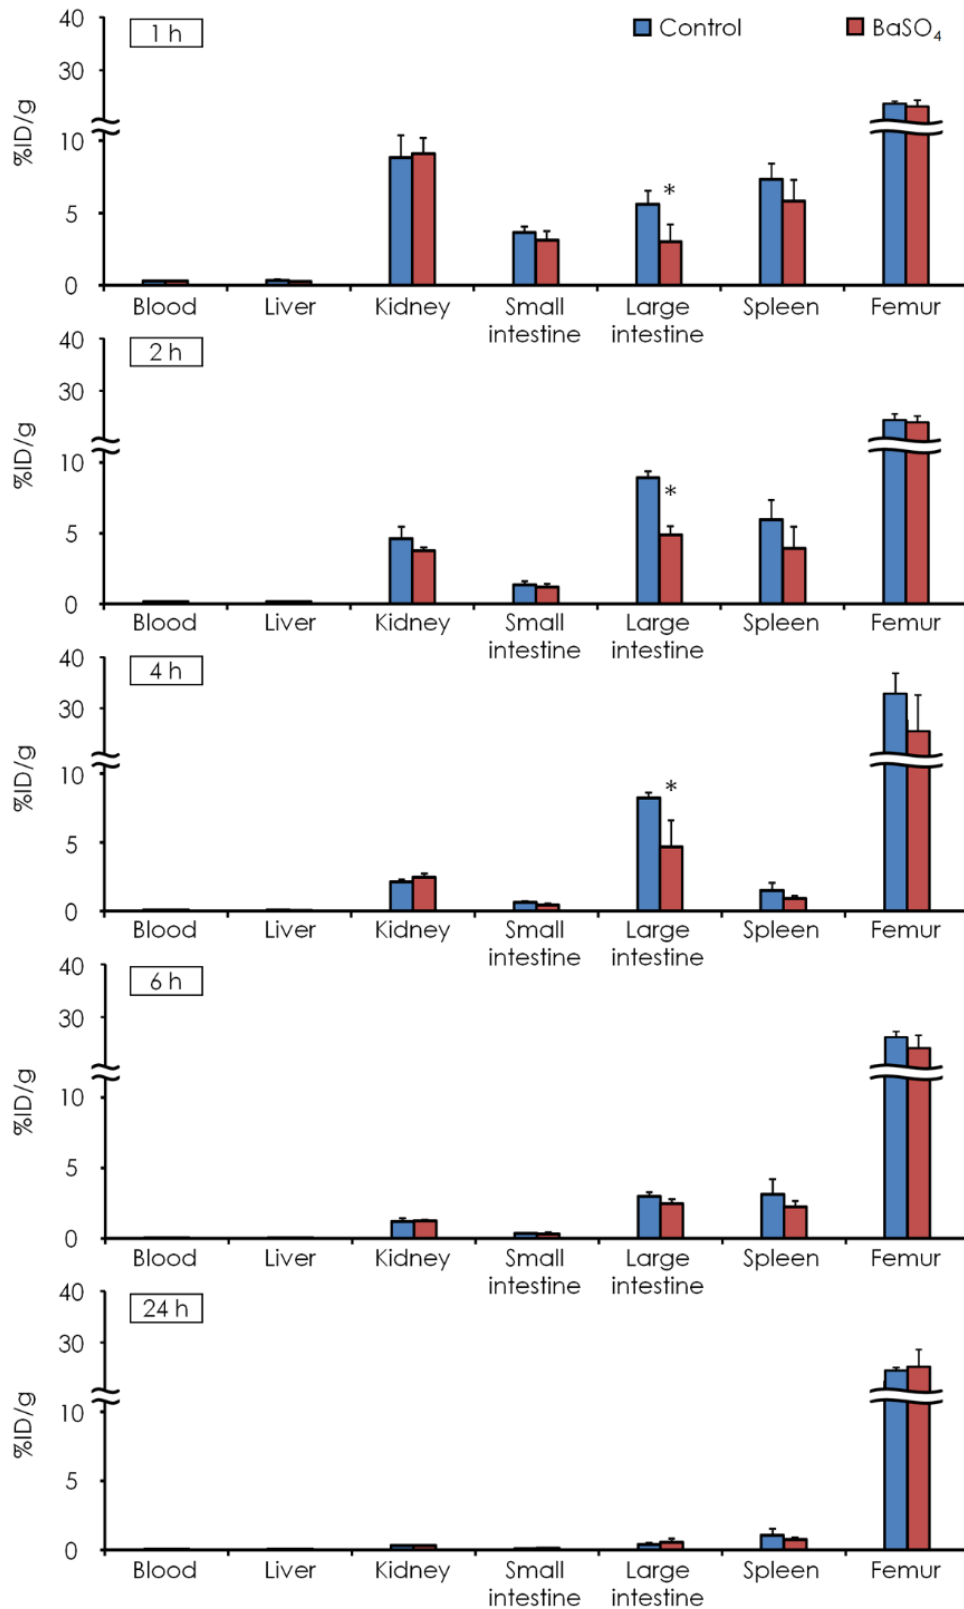 40
1 h
Control
BaSO₄
30
%ID/g
10
5
0
Blood Liver Kidney Small Large Spleen Femur
intestine intestine
40
2 h
30
%ID/g
10
5
0
Blood Liver Kidney Small Large Spleen Femur
intestine intestine
40
4 h
30
%ID/g
10
*
5
0
Blood Liver Kidney Small Large Spleen Femur
intestine intestine
40
6 h
30
%ID/g
10
5
0
Blood Liver Kidney Small Large Spleen Femur
intestine intestine
40
24 h
30
%ID/g
10
5
0
Blood Liver Kidney Small Large Spleen Femur
intestine intestine